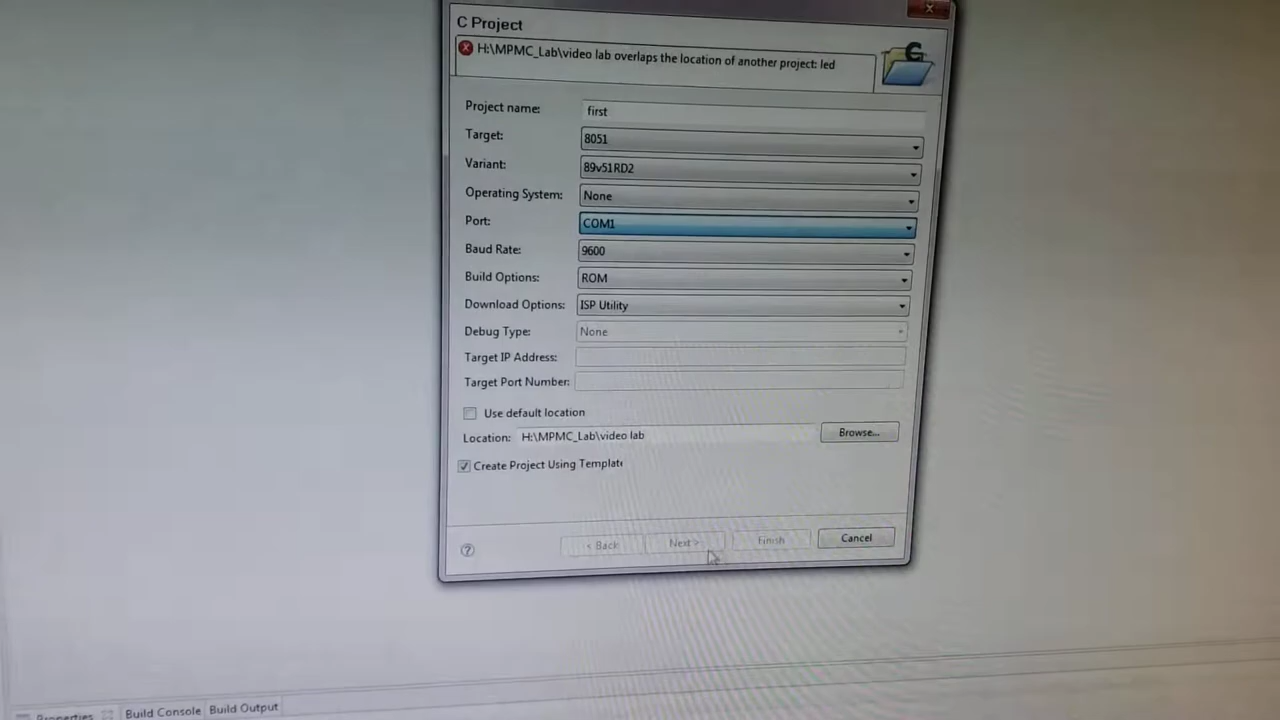 C Project
H:\MPMC_Lab\video lab overlaps the location of another project: led
Project name: first
Target: 8051
Variant: 89v51RD2
Operating System: None
Port: COM1
Baud Rate: 9600
Build Options: ROM
Download Options: ISP Utility
Debug Type: None
Target IP Address:
Target Port Number:
Use default location
Location: H:\MPMC_Lab\video lab Browse...
Create Project Using Template
< Back Next > Finish Cancel
Properties Build Console Build Output